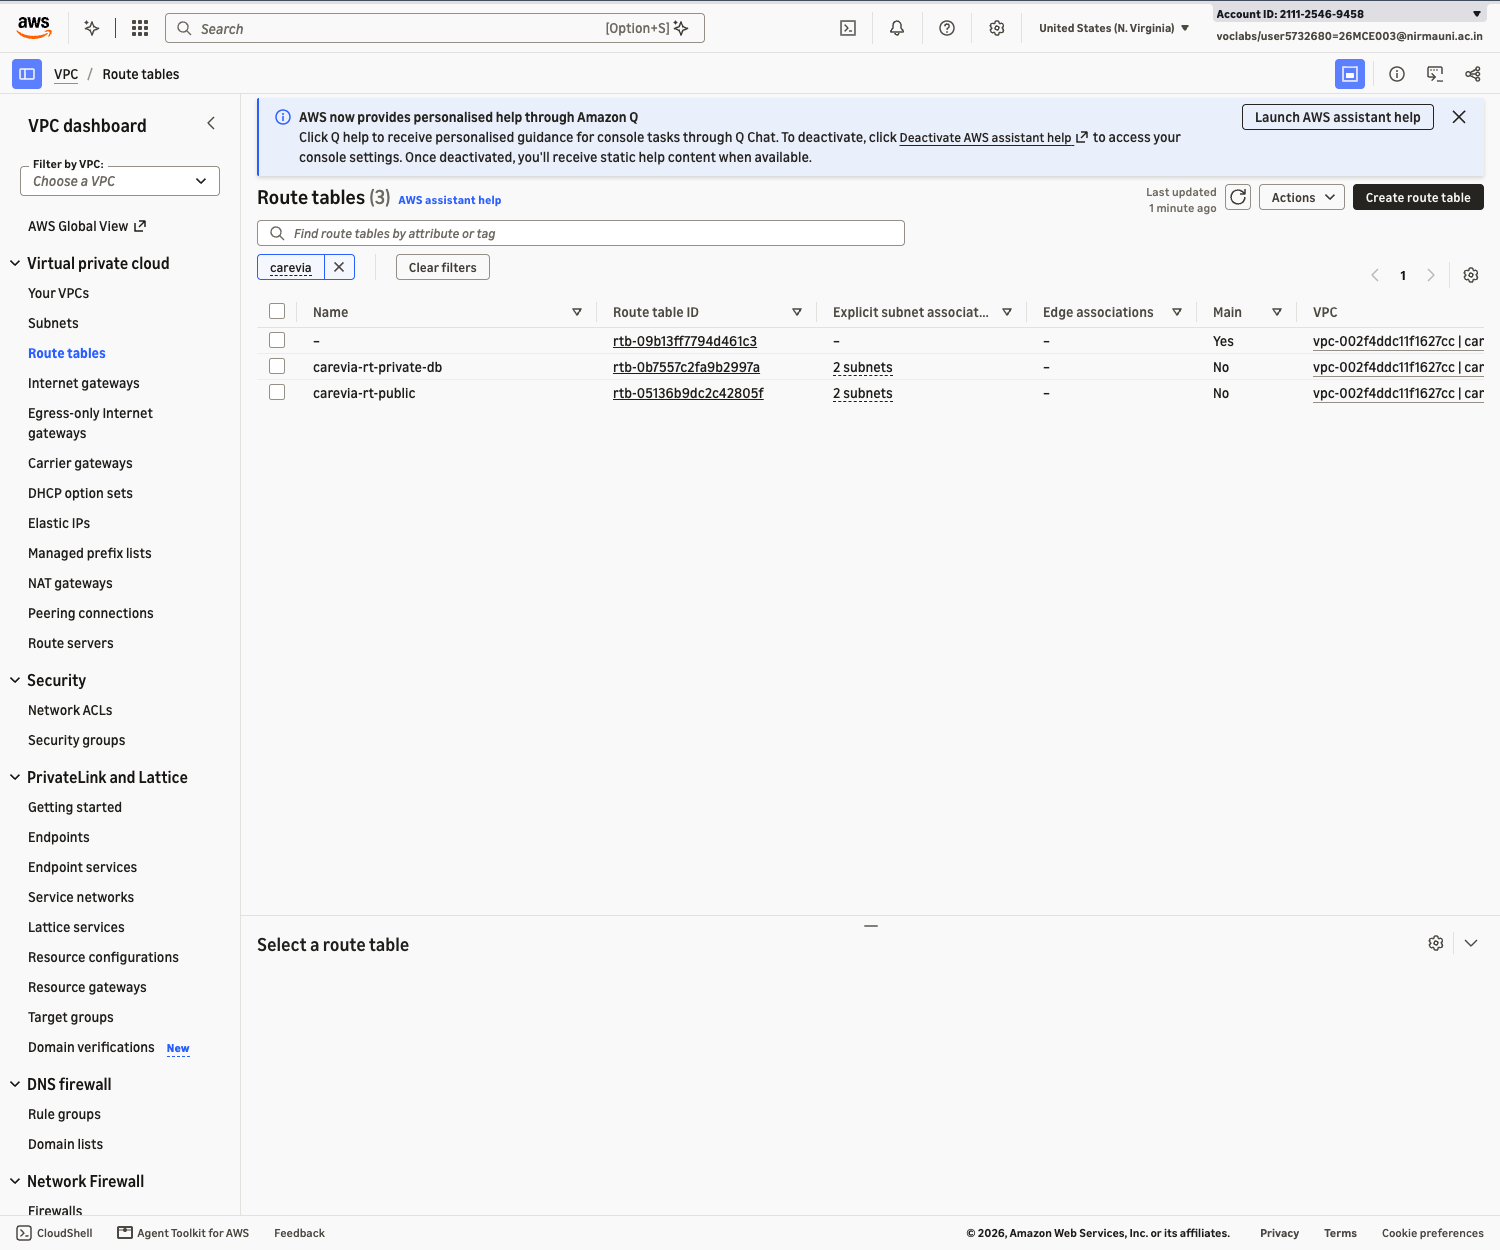 aws
Search
[Option+S]
United States (N. Virginia)
Account ID: 2111-2546-9458
voclabs/user5732680=26MCE003@nirmauni.ac.in
VPC / Route tables
VPC dashboard
Filter by VPC:
Choose a VPC
AWS Global View
Virtual private cloud
Your VPCs
Subnets
Route tables
Internet gateways
Egress-only Internet
gateways
Carrier gateways
DHCP option sets
Elastic IPs
Managed prefix lists
NAT gateways
Peering connections
Route servers
Security
Network ACLs
Security groups
PrivateLink and Lattice
Getting started
Endpoints
Endpoint services
Service networks
Lattice services
Resource configurations
Resource gateways
Target groups
Domain verifications New
DNS firewall
Rule groups
Domain lists
Network Firewall
Firewalls
AWS now provides personalised help through Amazon Q
Click Q help to receive personalised guidance for console tasks through Q Chat. To deactivate, click Deactivate AWS assistant help to access your
console settings. Once deactivated, you'll receive static help content when available.
Launch AWS assistant help
Route tables (3) AWS assistant help
Last updated
1 minute ago
Actions
Create route table
Find route tables by attribute or tag
carevia
Clear filters
1
Name Route table ID Explicit subnet associat... Edge associations Main VPC
– rtb-09b13ff7794d461c3 – – Yes vpc-002f4ddc11f1627cc | car
carevia-rt-private-db rtb-0b7557c2fa9b2997a 2 subnets – No vpc-002f4ddc11f1627cc | car
carevia-rt-public rtb-05136b9dc2c42805f 2 subnets – No vpc-002f4ddc11f1627cc | car
Select a route table
CloudShell Agent Toolkit for AWS Feedback © 2026, Amazon Web Services, Inc. or its affiliates. Privacy Terms Cookie preferences